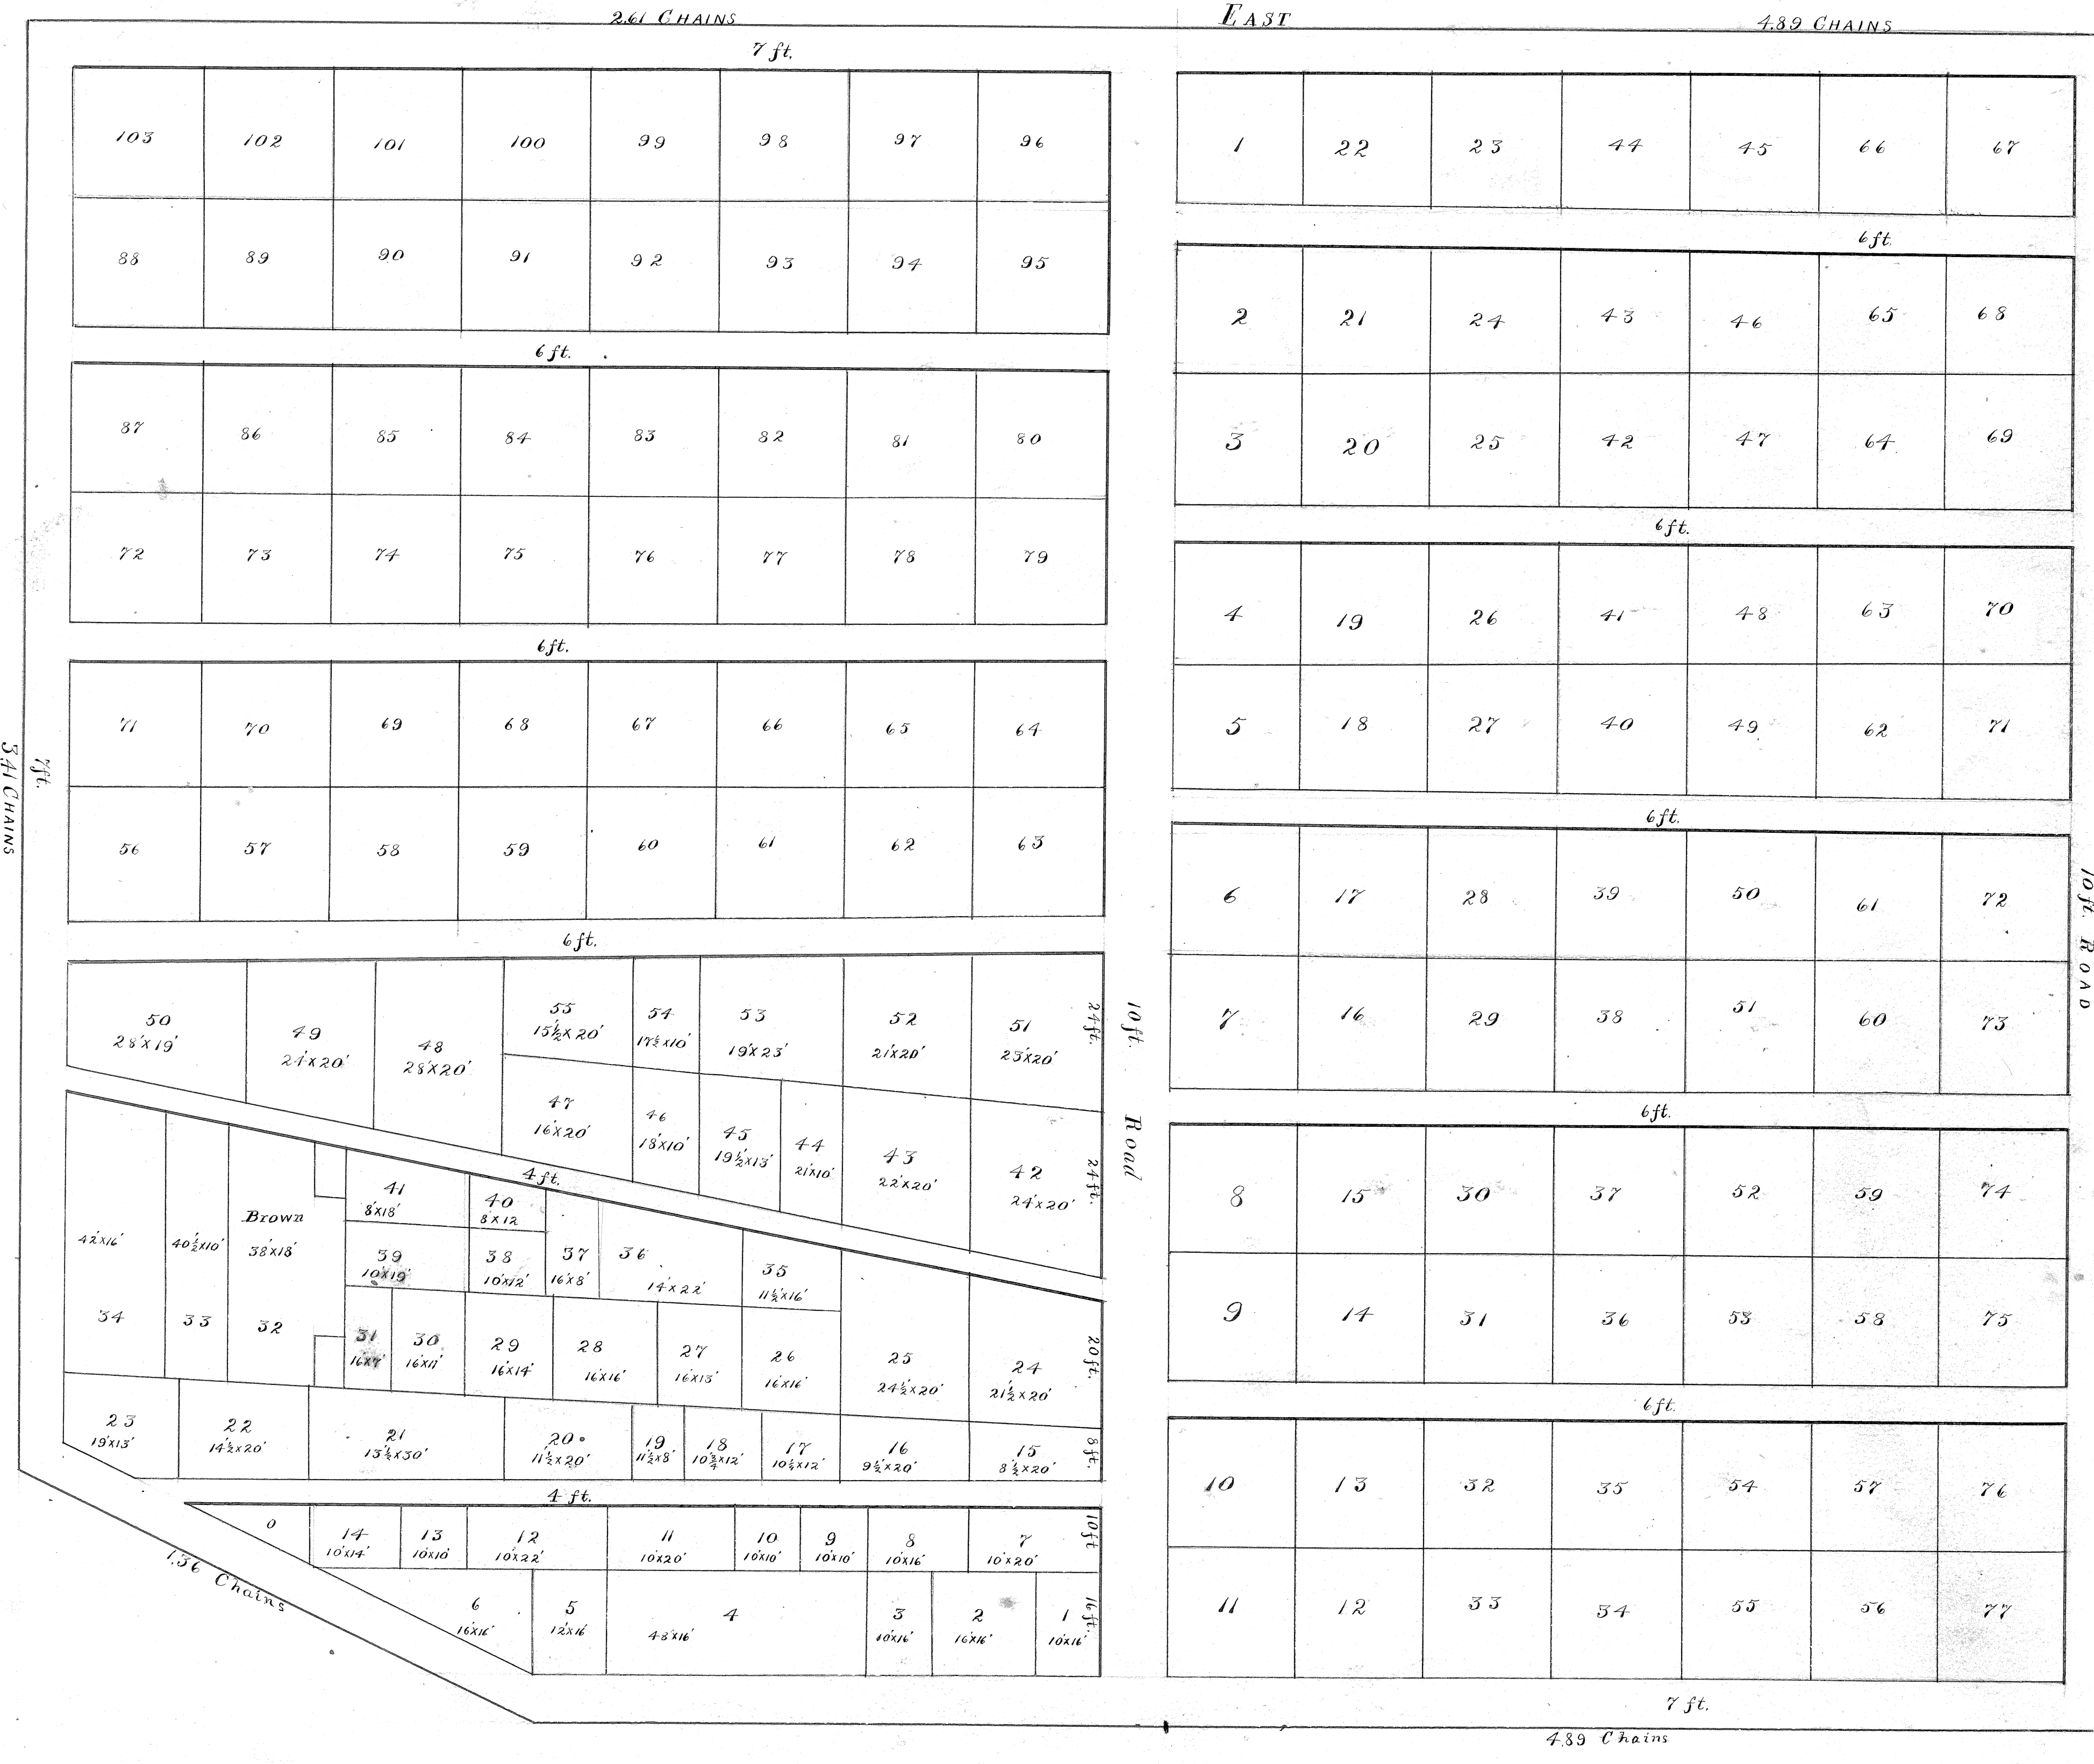 2.61 CHAINS EAST 4.89 CHAINS
7 ft.
103 102 101 100 99 98 97 96
88 89 90 91 92 93 94 95
6 ft.
87 86 85 84 83 82 81 80
72 73 74 75 76 77 78 79
6 ft.
71 70 69 68 67 66 65 64
56 57 58 59 60 61 62 63
6 ft.
3.41 CHAINS
7 ft.
50
28'X19'
49
24'X20'
48
28'X20'
55
15½'X20'
54
17½'X10'
53
19'X23'
52
21'X20'
51
23'X20'
24 ft.
47
16'X20'
46
18'X10'
45
19½'X13'
44
21'X10'
43
22'X20'
42
24'X20'
24 ft.
4 ft.
42'X16'
34
40½'X10'
33
Brown
38'X18'
32
41
8'X18'
40
8'X12
39
10'X19'
38
10'X12'
37
16'X8'
36
14'X22'
35
11½'X16'
31
16'X7'
30
16'X11'
29
16'X14'
28
16'X16'
27
16'X13'
26
16'X16'
25
24½'X20'
24
21½'X20'
20 ft.
23
19'X13'
22
14½'X20'
21
13½'X30'
20
11½'X20'
19
11½'X8'
18
10¾'X12'
17
10¼'X12'
16
9½'X20'
15
8½'X20'
8 ft.
4 ft.
0
14
10'X14'
13
10'X10'
12
10'X22'
11
10'X20'
10
10'X10'
9
10'X10'
8
10'X16'
7
10'X20'
10 ft
6
16'X16'
5
12'X16
4
48'X16'
3
10'X16'
2
16'X16'
1
10'X16'
16 ft.
1.36 Chains
10 ft. Road
1 22 23 44 45 66 67
6 ft.
2 21 24 43 46 65 68
3 20 25 42 47 64 69
6 ft.
4 19 26 41 48 63 70
5 18 27 40 49 62 71
6 ft.
6 17 28 39 50 61 72
7 16 29 38 51 60 73
6 ft.
8 15 30 37 52 59 74
9 14 31 36 53 58 75
6 ft.
10 13 32 35 54 57 76
11 12 33 34 55 56 77
10 ft. ROAD
7 ft.
4.89 Chains